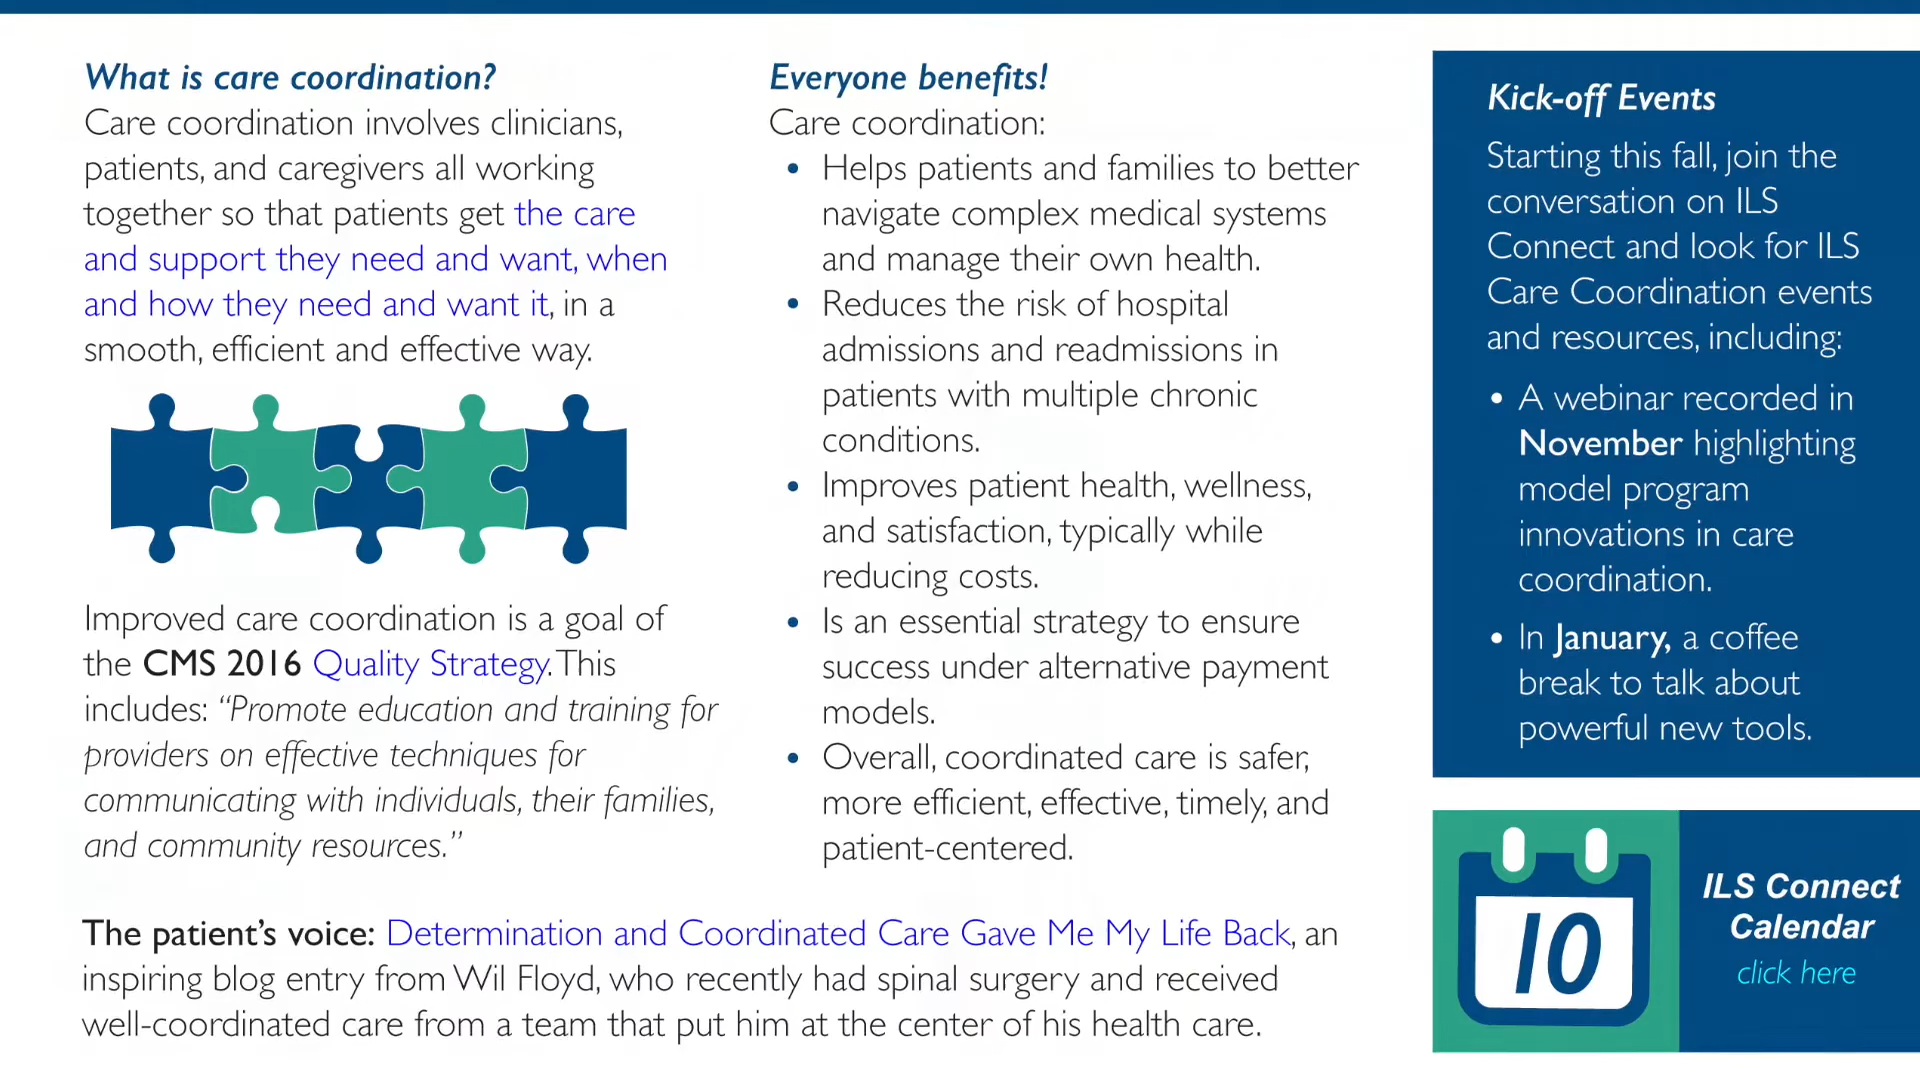 What is care coordination?
Care coordination involves clinicians,
patients, and caregivers all working
together so that patients get the care
and support they need and want, when
and how they need and want it, in a
smooth, efficient and effective way.
Improved care coordination is a goal of
the CMS 2016 Quality Strategy. This
includes: “Promote education and training for
providers on effective techniques for
communicating with individuals, their families,
and community resources.”
Everyone benefits!
Care coordination:
• Helps patients and families to better
navigate complex medical systems
and manage their own health.
• Reduces the risk of hospital
admissions and readmissions in
patients with multiple chronic
conditions.
• Improves patient health, wellness,
and satisfaction, typically while
reducing costs.
• Is an essential strategy to ensure
success under alternative payment
models.
• Overall, coordinated care is safer,
more efficient, effective, timely, and
patient-centered.
The patient’s voice: Determination and Coordinated Care Gave Me My Life Back, an
inspiring blog entry from Wil Floyd, who recently had spinal surgery and received
well-coordinated care from a team that put him at the center of his health care.
Kick-off Events
Starting this fall, join the
conversation on ILS
Connect and look for ILS
Care Coordination events
and resources, including:
• A webinar recorded in
November highlighting
model program
innovations in care
coordination.
• In January, a coffee
break to talk about
powerful new tools.
10
ILS Connect
Calendar
click here